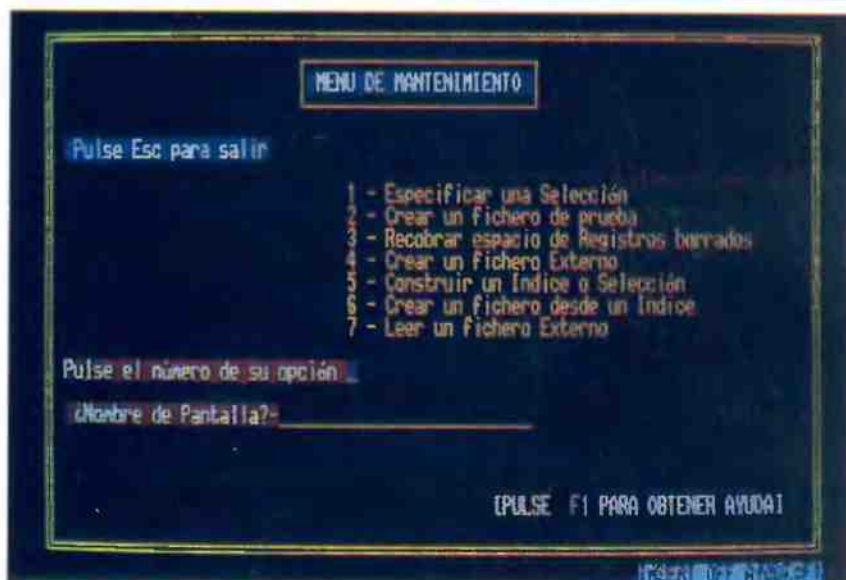 MENU DE MANTENIMIENTO
Pulse Esc para salir
1 - Especificar una Selección
2 - Crear un fichero de prueba
3 - Recobrar espacio de Registros borrados
4 - Crear un fichero Externo
5 - Construir un Indice o Selección
6 - Crear un fichero desde un Indice
7 - Leer un fichero Externo
Pulse el número de su opción _
¿Nombre de Pantalla?-
[PULSE F1 PARA OBTENER AYUDA]